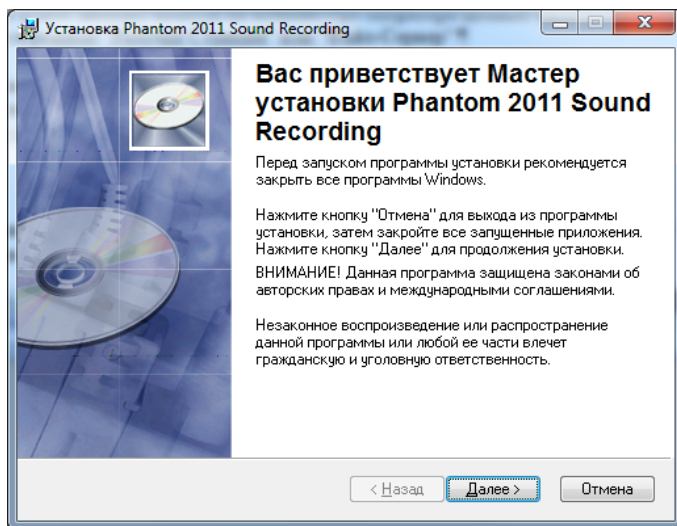 Установка Phantom 2011 Sound Recording
Вас приветствует Мастер
установки Phantom 2011 Sound
Recording
Перед запуском программы установки рекомендуется
закрыть все программы Windows.
Нажмите кнопку "Отмена" для выхода из программы
установки, затем закройте все запущенные приложения.
Нажмите кнопку "Далее" для продолжения установки.
ВНИМАНИЕ! Данная программа защищена законами об
авторских правах и международными соглашениями.
Незаконное воспроизведение или распространение
данной программы или любой ее части влечет
гражданскую и уголовную ответственность.
< Назад Далее > Отмена